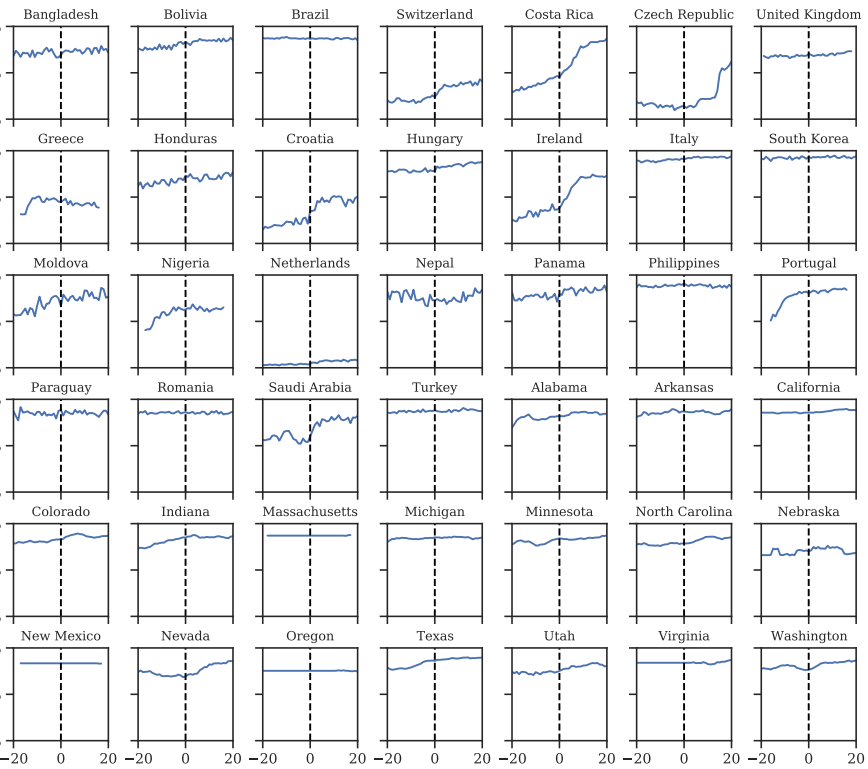 Bangladesh Bolivia Brazil Switzerland Costa Rica Czech Republic United Kingdom
Greece Honduras Croatia Hungary Ireland Italy South Korea
Moldova Nigeria Netherlands Nepal Panama Philippines Portugal
Paraguay Romania Saudi Arabia Turkey Alabama Arkansas California
Colorado Indiana Massachusetts Michigan Minnesota North Carolina Nebraska
New Mexico Nevada Oregon Texas Utah Virginia Washington
−20 0 20 −20 0 20 −20 0 20 −20 0 20 −20 0 20 −20 0 20 −20 0 20